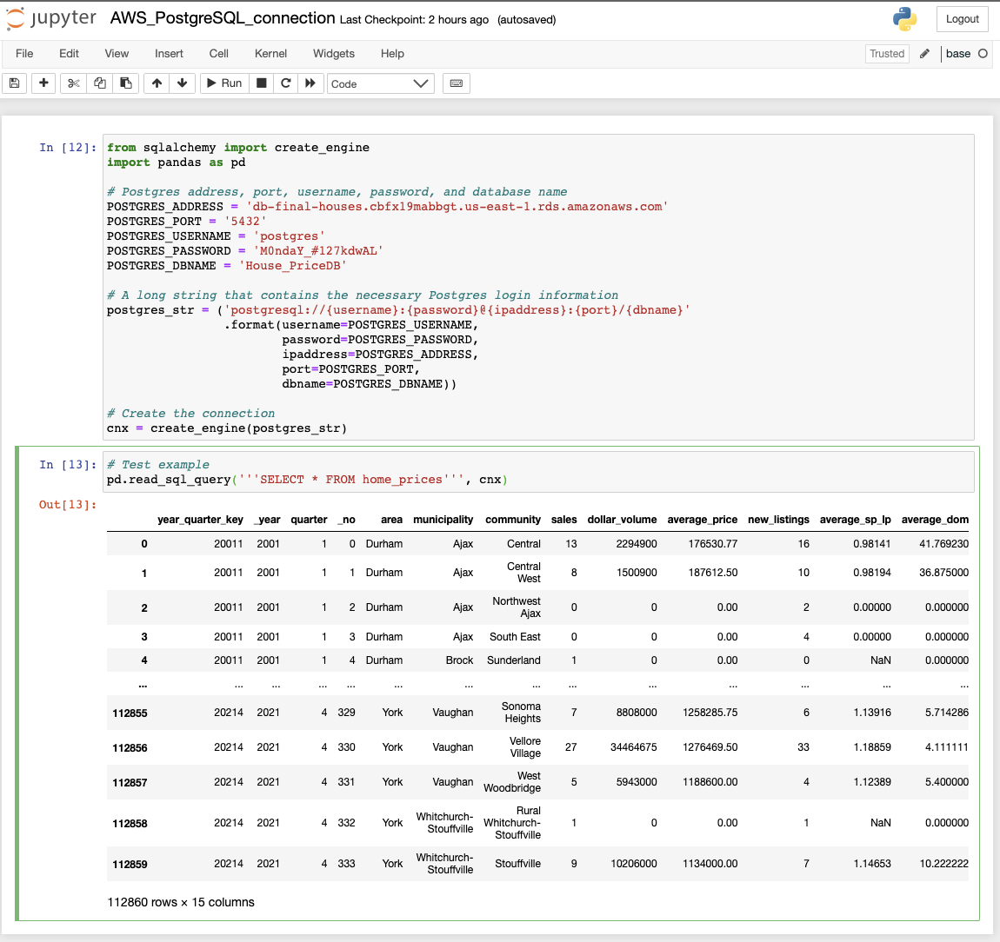 jupyter AWS_PostgreSQL_connection Last Checkpoint: 2 hours ago (autosaved) Logout
File Edit View Insert Cell Kernel Widgets Help Trusted base
Run Code
In [12]: from sqlalchemy import create_engine
import pandas as pd
# Postgres address, port, username, password, and database name
POSTGRES_ADDRESS = 'db-final-houses.cbfx19mabbgt.us-east-1.rds.amazonaws.com'
POSTGRES_PORT = '5432'
POSTGRES_USERNAME = 'postgres'
POSTGRES_PASSWORD = 'M0ndaY_#127kdwAL'
POSTGRES_DBNAME = 'House_PriceDB'
# A long string that contains the necessary Postgres login information
postgres_str = ('postgresql://{username}:{password}@{ipaddress}:{port}/{dbname}'
.format(username=POSTGRES_USERNAME,
password=POSTGRES_PASSWORD,
ipaddress=POSTGRES_ADDRESS,
port=POSTGRES_PORT,
dbname=POSTGRES_DBNAME))
# Create the connection
cnx = create_engine(postgres_str)
In [13]: # Test example
pd.read_sql_query('''SELECT * FROM home_prices''', cnx)
Out[13]:
year_quarter_key _year quarter _no area municipality community sales dollar_volume average_price new_listings average_sp_lp average_dom
0 20011 2001 1 0 Durham Ajax Central 13 2294900 176530.77 16 0.98141 41.769230
1 20011 2001 1 1 Durham Ajax Central West 8 1500900 187612.50 10 0.98194 36.875000
2 20011 2001 1 2 Durham Ajax Northwest Ajax 0 0 0.00 2 0.00000 0.000000
3 20011 2001 1 3 Durham Ajax South East 0 0 0.00 4 0.00000 0.000000
4 20011 2001 1 4 Durham Brock Sunderland 1 0 0.00 0 NaN 0.000000
... ... ... ... ... ... ... ... ... ... ... ... ... ...
112855 20214 2021 4 329 York Vaughan Sonoma Heights 7 8808000 1258285.75 6 1.13916 5.714286
112856 20214 2021 4 330 York Vaughan Vellore Village 27 34464675 1276469.50 33 1.18859 4.111111
112857 20214 2021 4 331 York Vaughan West Woodbridge 5 5943000 1188600.00 4 1.12389 5.400000
112858 20214 2021 4 332 York Whitchurch-Stouffville Rural Whitchurch-Stouffville 1 0 0.00 1 NaN 0.000000
112859 20214 2021 4 333 York Whitchurch-Stouffville Stouffville 9 10206000 1134000.00 7 1.14653 10.222222
112860 rows × 15 columns